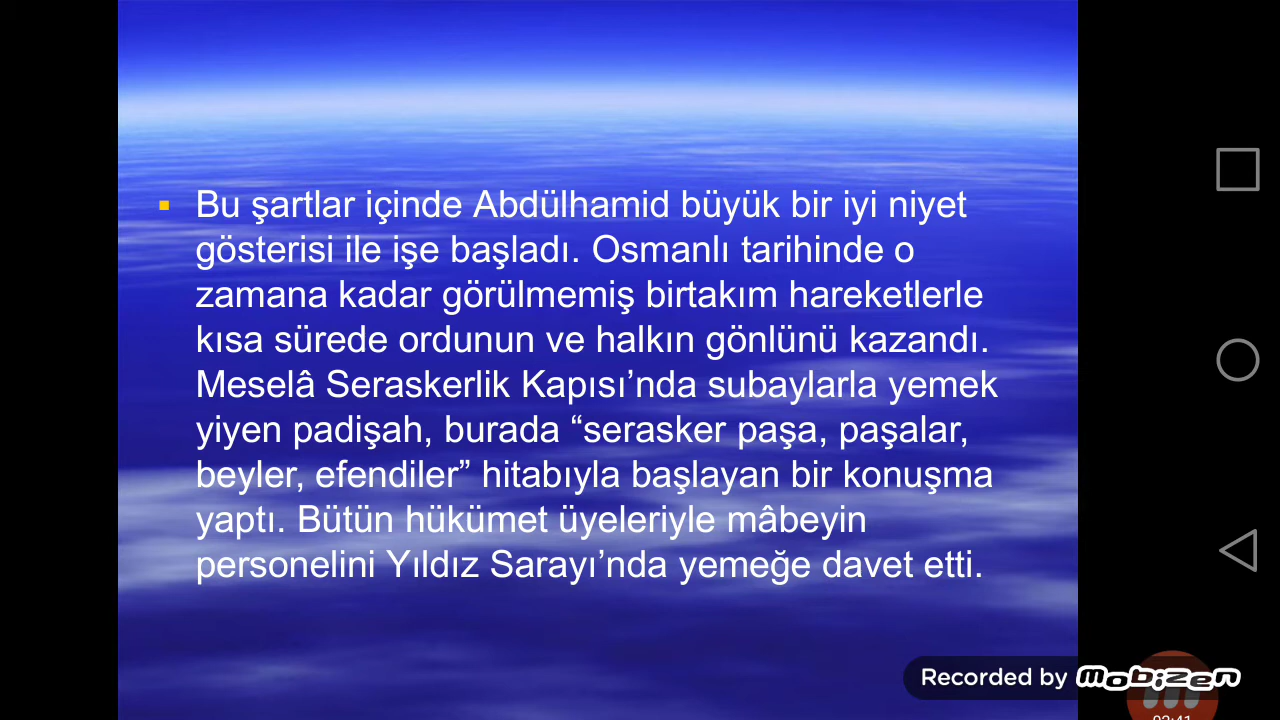 Bu şartlar içinde Abdülhamid büyük bir iyi niyet
gösterisi ile işe başladı. Osmanlı tarihinde o
zamana kadar görülmemiş birtakım hareketlerle
kısa sürede ordunun ve halkın gönlünü kazandı.
Meselâ Seraskerlik Kapısı’nda subaylarla yemek
yiyen padişah, burada “serasker paşa, paşalar,
beyler, efendiler” hitabıyla başlayan bir konuşma
yaptı. Bütün hükümet üyeleriyle mâbeyin
personelini Yıldız Sarayı’nda yemeğe davet etti.
Recorded by mobizen